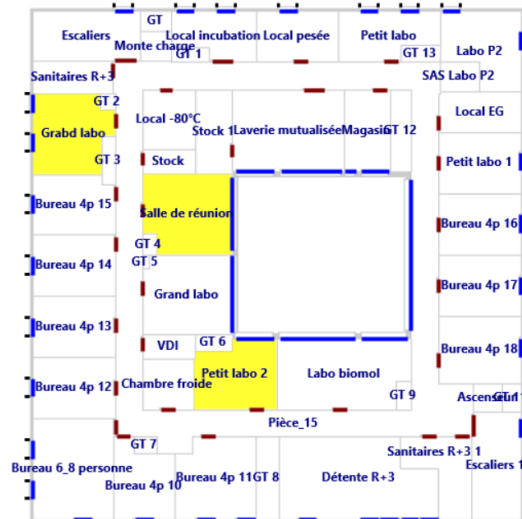 GT
Escaliers
Local incubation
Local pesée
Petit labo
Monte charge
GT 1
GT 13
Labo P2
Sanitaires R+3
SAS Labo P2
GT 2
Local -80°C
Stock 1
Laverie mutualisée
Magasin
GT 12
Local EG
Grabd labo
GT 3
Stock
Petit labo 1
Bureau 4p 15
Salle de réunion
Bureau 4p 16
GT 4
GT 5
Bureau 4p 14
Grand labo
Bureau 4p 17
Bureau 4p 13
VDI
GT 6
Bureau 4p 18
Bureau 4p 12
Chambre froide
Petit labo 2
Labo biomol
GT 9
Ascenseur
Pièce_15
GT 7
Sanitaires R+3 1
Bureau 6_8 personne
Bureau 4p 10
Bureau 4p 11
GT 8
Détente R+3
Escaliers 1